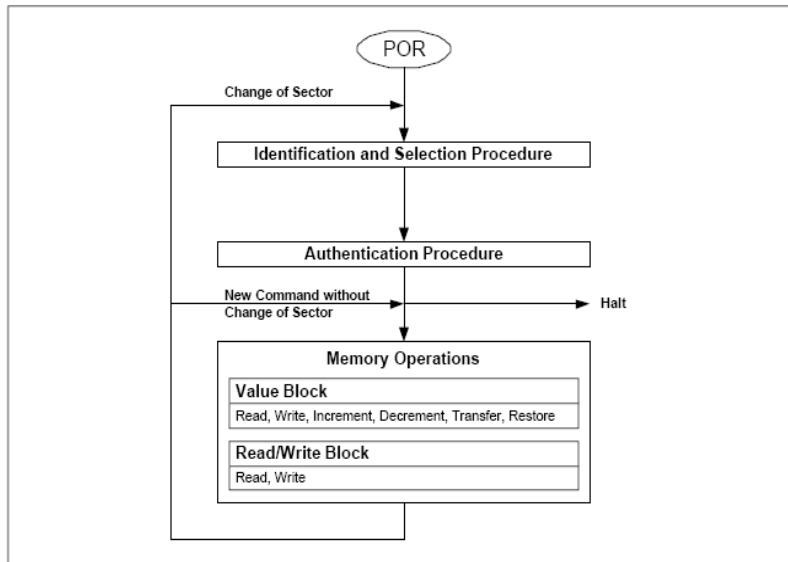 POR
Change of Sector
Identification and Selection Procedure
Authentication Procedure
New Command without
Change of Sector
Halt
Memory Operations
Value Block
Read, Write, Increment, Decrement, Transfer, Restore
Read/Write Block
Read, Write